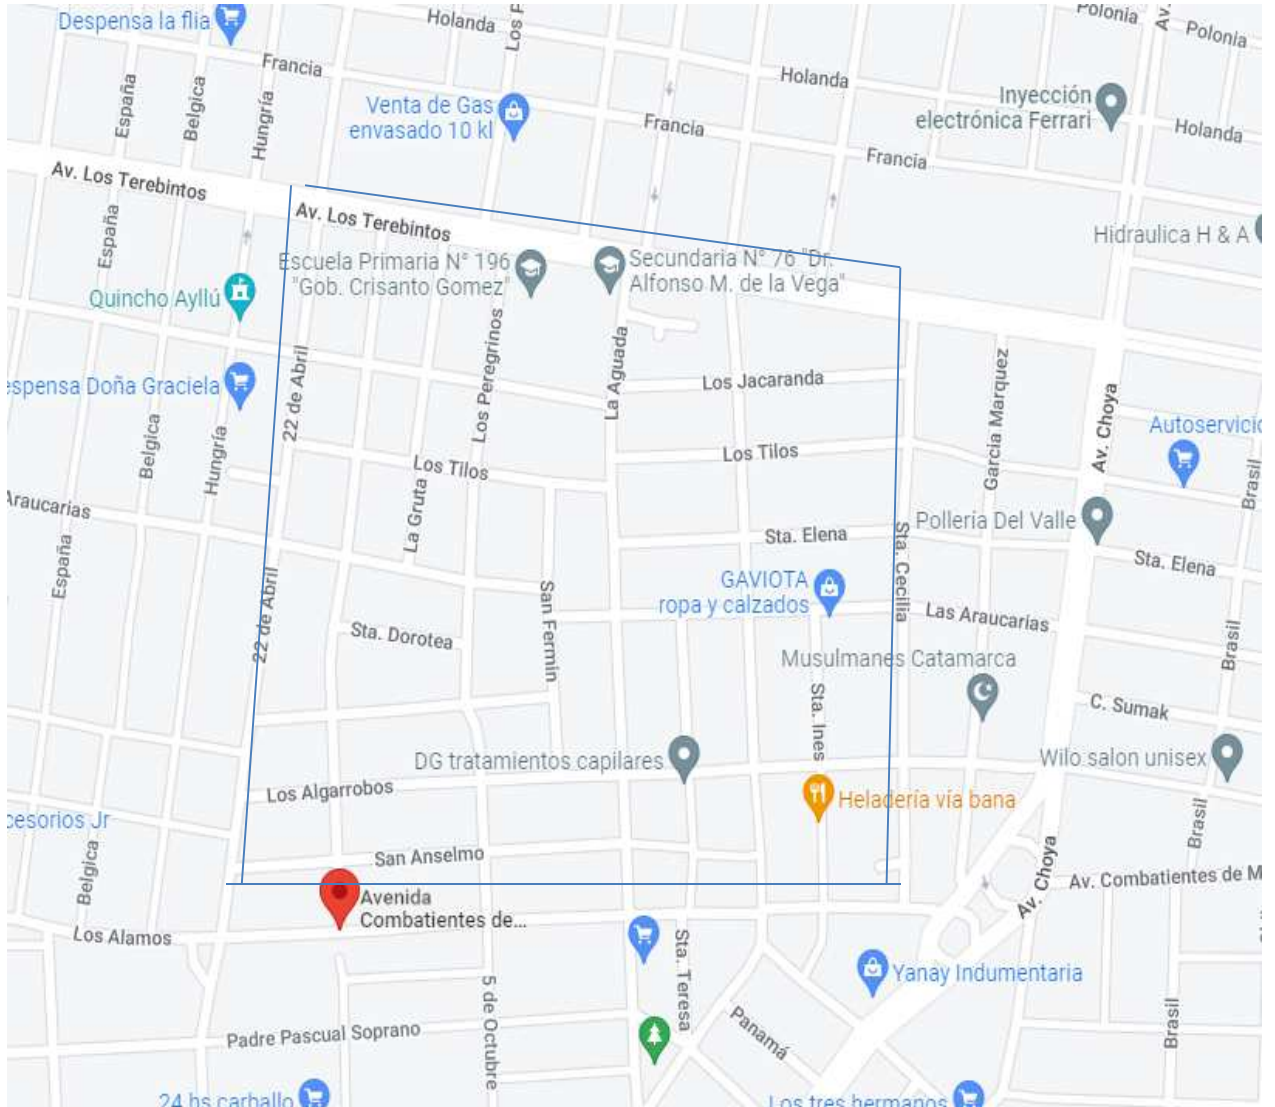 Despensa la flia
Holanda
Los P
Polonia
Av.
Polonia
Francia
Holanda
España
Belgica
Hungría
Venta de Gas
envasado 10 kl
Francia
Inyección
electrónica Ferrari
Holanda
Francia
Av. Los Terebintos
Av. Los Terebintos
España
Hidraulica H & A
Escuela Primaria N° 196
"Gob. Crisanto Gomez"
Secundaria N° 76 "Dr.
Alfonso M. de la Vega"
Quincho Ayllú
Los Peregrinos
La Aguada
22 de Abril
Los Jacaranda
Garcia Marquez
Av. Choya
espensa Doña Graciela
Autoservicio
Belgica
Hungría
Los Tilos
Los Tilos
Brasil
Araucarias
La Gruta
Polleria Del Valle
Sta. Elena
Sta. Cecilia
Sta. Elena
España
22 de Abril
San Fermin
GAVIOTA
ropa y calzados
Las Araucarias
Sta. Dorotea
Brasil
Musulmanes Catamarca
Sta. Ines
C. Sumak
DG tratamientos capilares
Wilo salon unisex
Los Algarrobos
Heladería vía bana
cesorios Jr
Brasil
San Anselmo
Belgica
Av. Choya
Av. Combatientes de M
Avenida
Combatientes de...
Los Alamos
Sta. Teresa
Yanay Indumentaria
5 de Octubre
Padre Pascual Soprano
Panamá
Brasil
24 hs carballo
Los tres hermanos